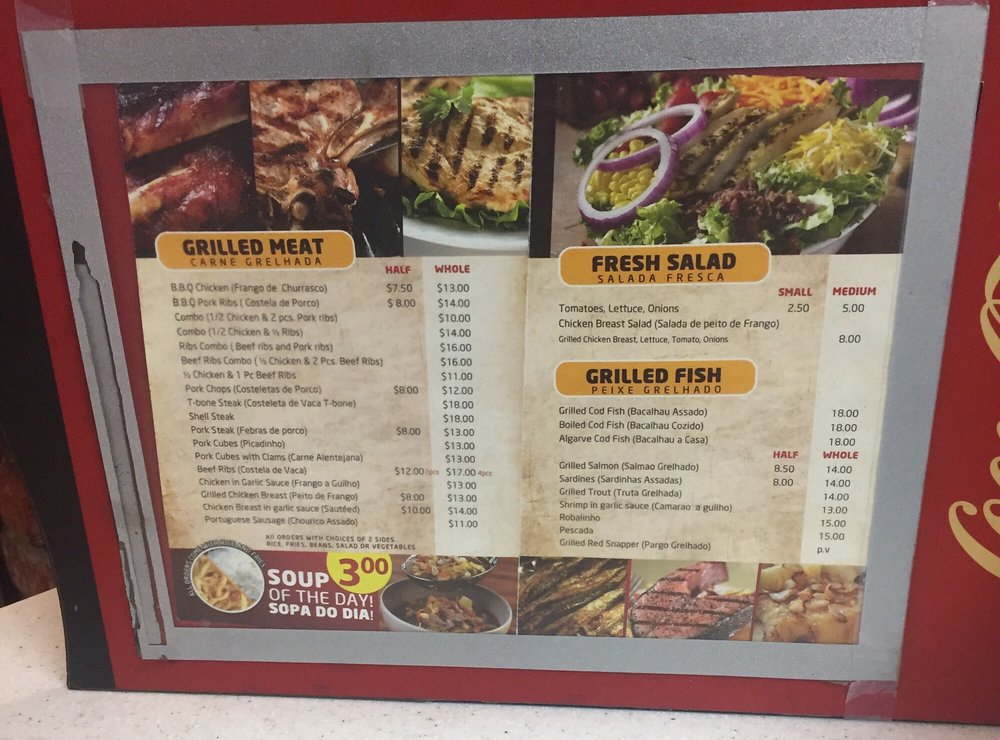 GRILLED MEAT
CARNE GRELHADA
HALF WHOLE
B.B.Q Chicken (Frango de Churrasco) $7.50 $13.00
B.B.Q Pork Ribs ( Costela de Porco) $ 8.00 $14.00
Combo (1/2 Chicken & 2 pcs. Pork ribs) $10.00
Combo (1/2 Chicken & ½ Ribs) $14.00
Ribs Combo ( Beef ribs and Pork ribs) $16.00
Beef Ribs Combo ( ½ Chicken & 2 Pcs. Beef Ribs) $16.00
½ Chicken & 1 Pc Beef Ribs $11.00
Pork Chops (Costeletas de Porco) $8.00 $12.00
T-bone Steak (Costeleta de Vaca T-bone) $18.00
Shell Steak $18.00
Pork Steak (Febras de porco) $8.00 $13.00
Pork Cubes (Picadinho) $13.00
Pork Cubes with Clams (Carne Alentejana) $13.00
Beef Ribs (Costela de Vaca) $12.00 2pcs $17.00 4pcs
Chicken in Garlic Sauce (Frango a Guilho) $13.00
Grilled Chicken Breast (Peito de Frango) $8.00 $13.00
Chicken Breast in garlic sauce (Sautéed) $10.00 $14.00
Portuguese Sausage (Chourico Assado) $11.00
All ORDERS WITH CHOICES OF 2 SIDES
RICE, FRIES, BEANS, SALAD OR VEGETABLES
SOUP 3.00
OF THE DAY!
SOPA DO DIA!
FRESH SALAD
SALADA FRESCA
SMALL MEDIUM
Tomatoes, Lettuce, Onions 2.50 5.00
Chicken Breast Salad (Salada de peito de Frango)
Grilled Chicken Breast, Lettuce, Tomato, Onions 8.00
GRILLED FISH
PEIXE GRELHADO
Grilled Cod Fish (Bacalhau Assado) 18.00
Boiled Cod Fish (Bacalhau Cozido) 18.00
Algarve Cod Fish (Bacalhau a Casa) 18.00
HALF WHOLE
Grilled Salmon (Salmao Grelhado) 8.50 14.00
Sardines (Sardinhas Assadas) 8.00 14.00
Grilled Trout (Truta Grelhada) 14.00
Shrimp in garlic sauce (Camarao a guilho) 13.00
Robalinho 15.00
Pescada 15.00
Grilled Red Snapper (Pargo Grelhado) p.v
Co